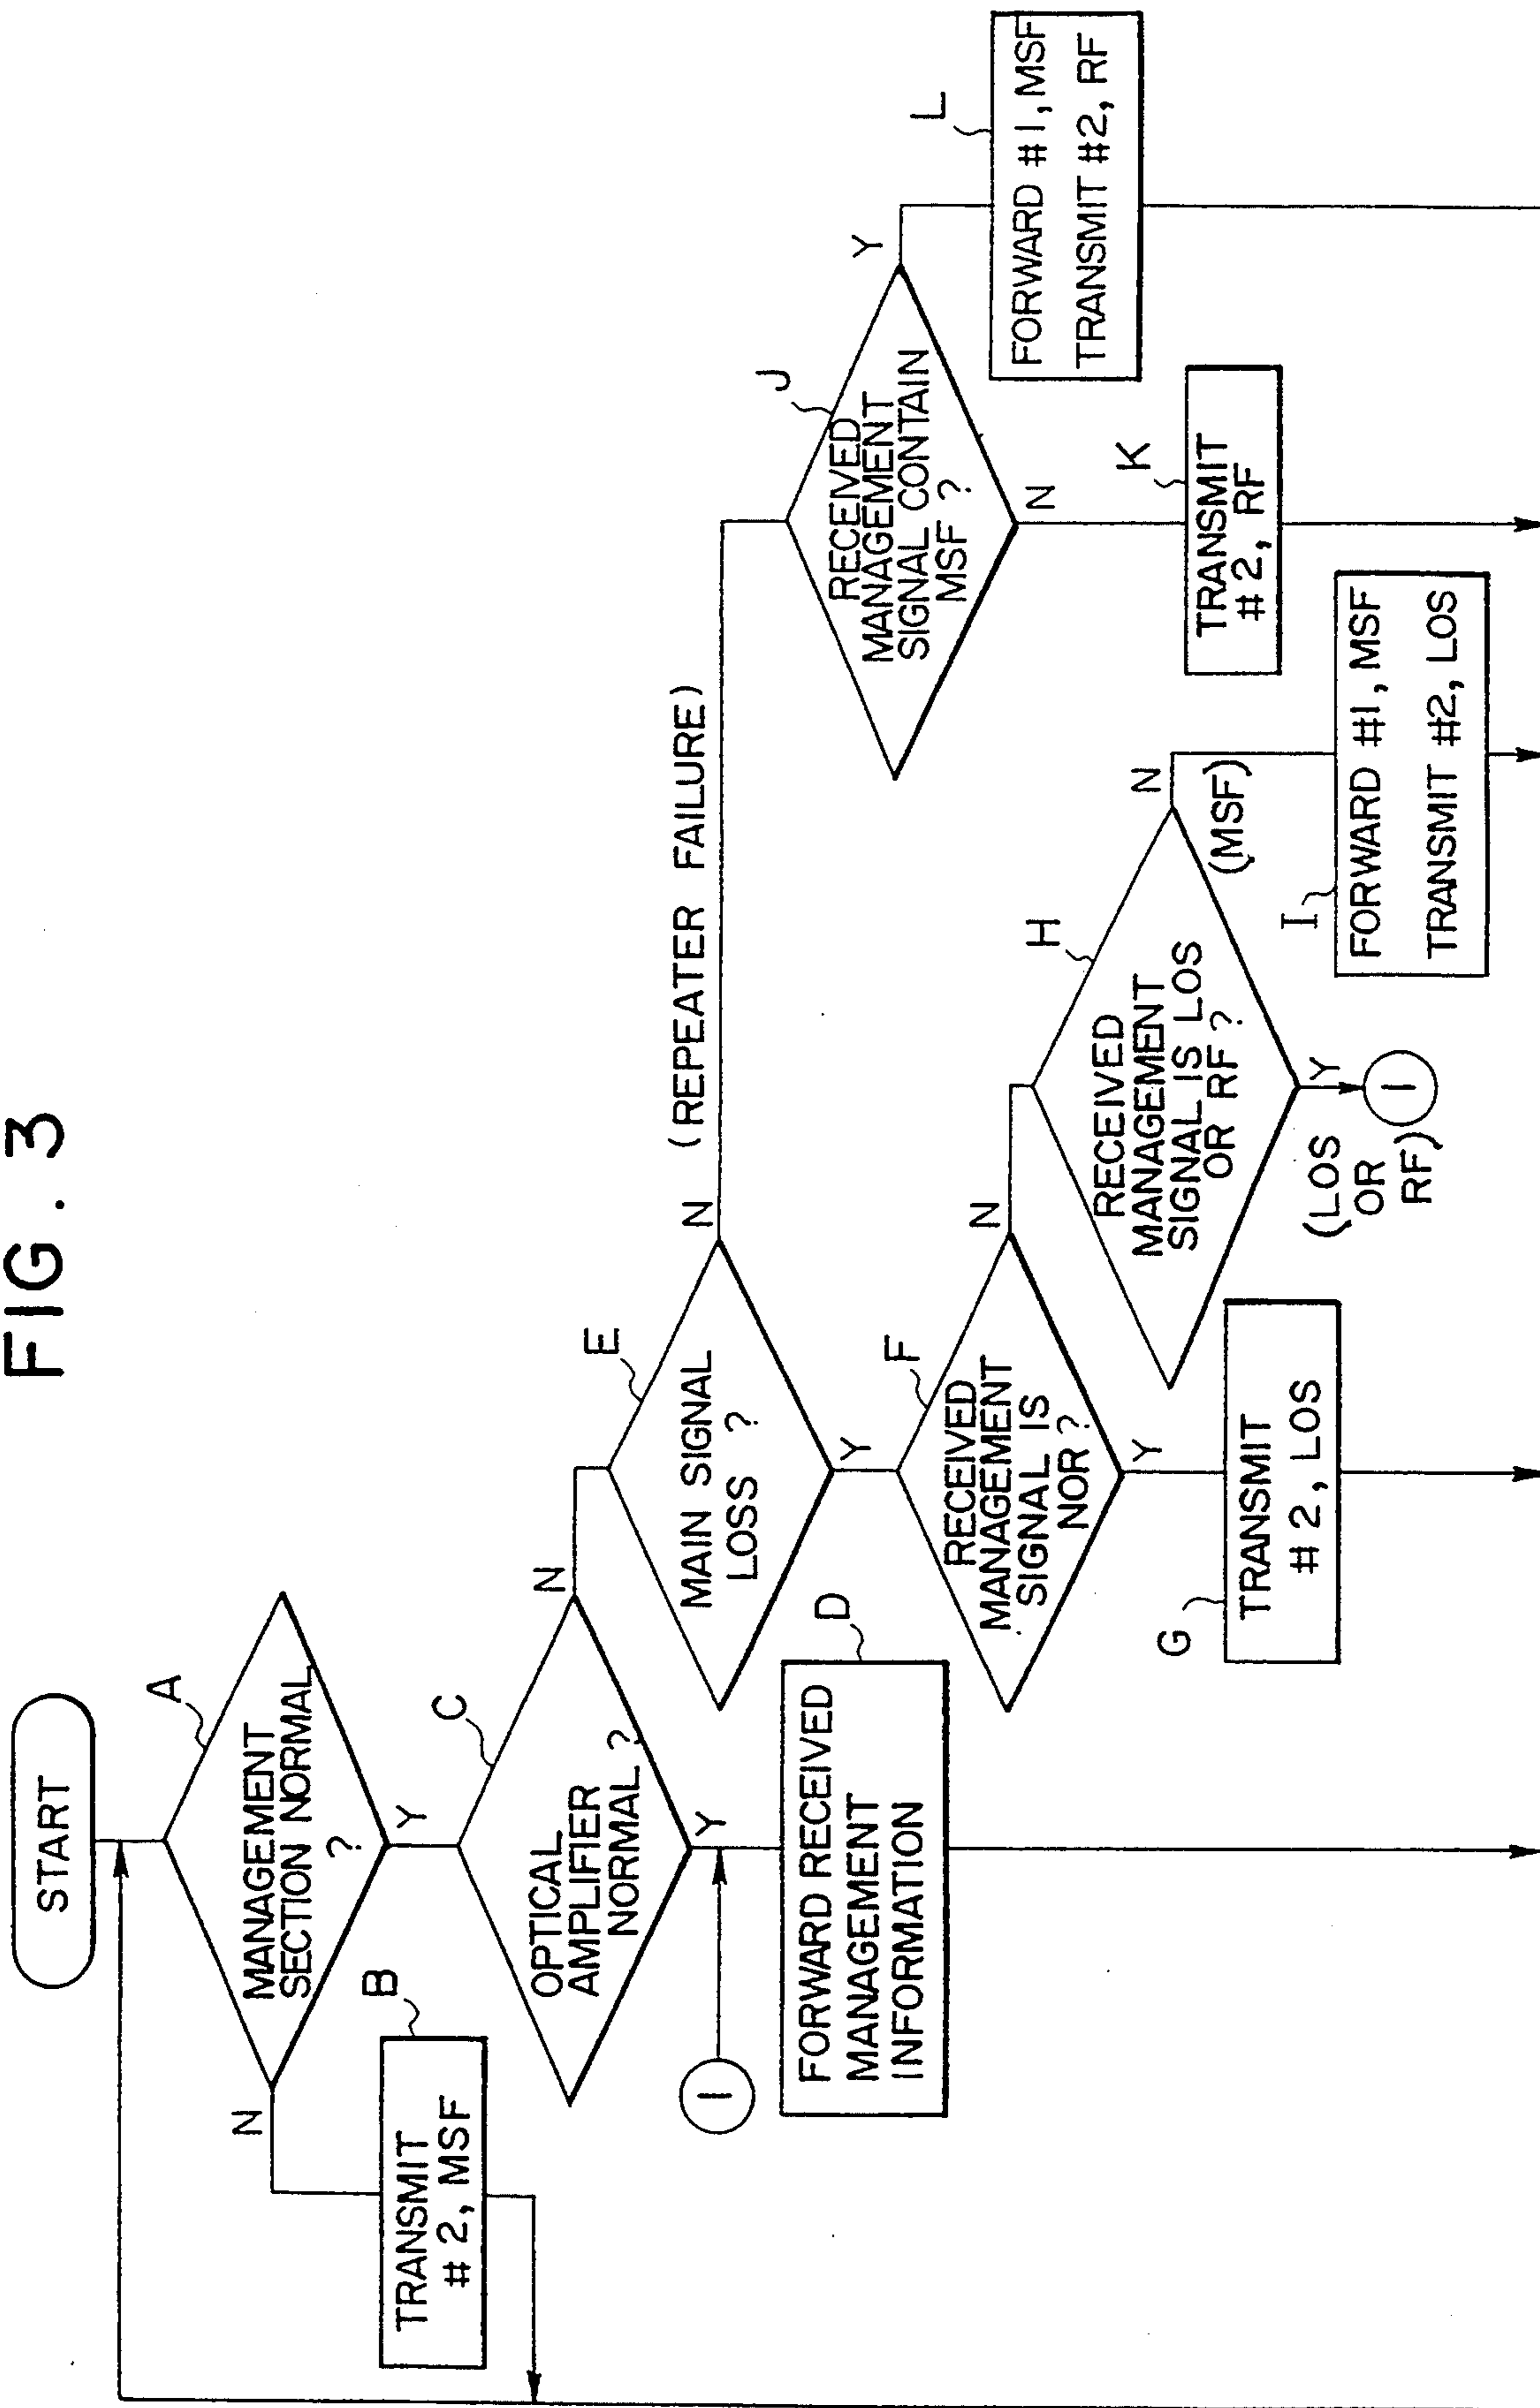 FIG. 3
START
A
MANAGEMENT
SECTION NORMAL
?
N
Y
B
TRANSMIT
#2, MSF
C
OPTICAL
AMPLIFIER
NORMAL ?
N
Y
1
D
FORWARD RECEIVED
MANAGEMENT
INFORMATION
E
MAIN SIGNAL
LOSS ?
N
(REPEATER FAILURE)
Y
F
RECEIVED
MANAGEMENT
SIGNAL IS
NOR ?
N
Y
G
TRANSMIT
#2, LOS
H
RECEIVED
MANAGEMENT
SIGNAL IS LOS
OR RF ?
N
(MSF)
Y
(LOS
OR
RF)
1
I
FORWARD #1, MSF
TRANSMIT #2, LOS
J
RECEIVED
MANAGEMENT
SIGNAL CONTAIN
MSF ?
Y
N
K
TRANSMIT
#2, RF
L
FORWARD #1, MSF
TRANSMIT #2, RF